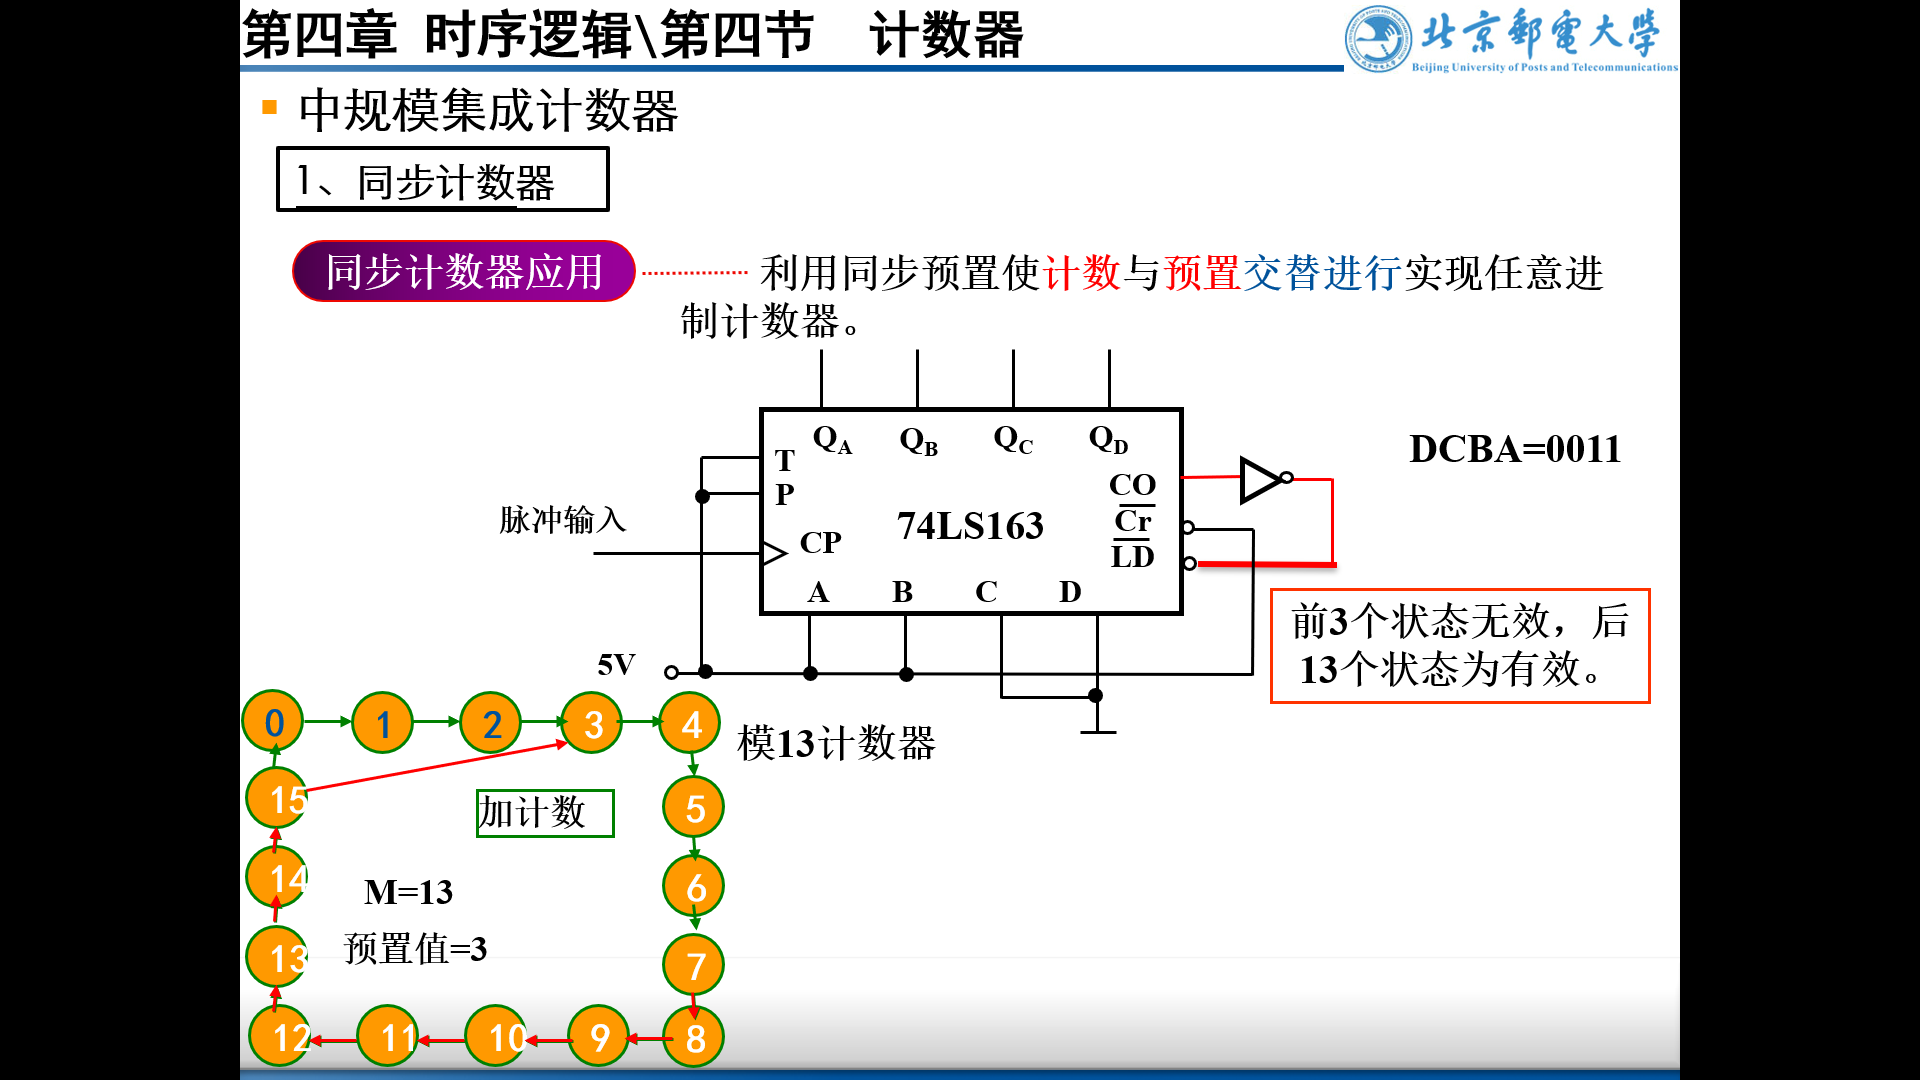 第四章 时序逻辑\第四节 计数器
北京郵電大學
Beijing University of Posts and Telecommunications
中规模集成计数器
1、同步计数器
同步计数器应用
利用同步预置使计数与预置交替进行实现任意进
制计数器。
QA QB QC QD
T
P
CO
DCBA=0011
脉冲输入
CP
74LS163
Cr
LD
A B C D
5V
前3个状态无效，后
13个状态为有效。
0 1 2 3 4
模13计数器
15
加计数
5
14
6
M=13
13
预置值=3
7
12 11 10 9 8